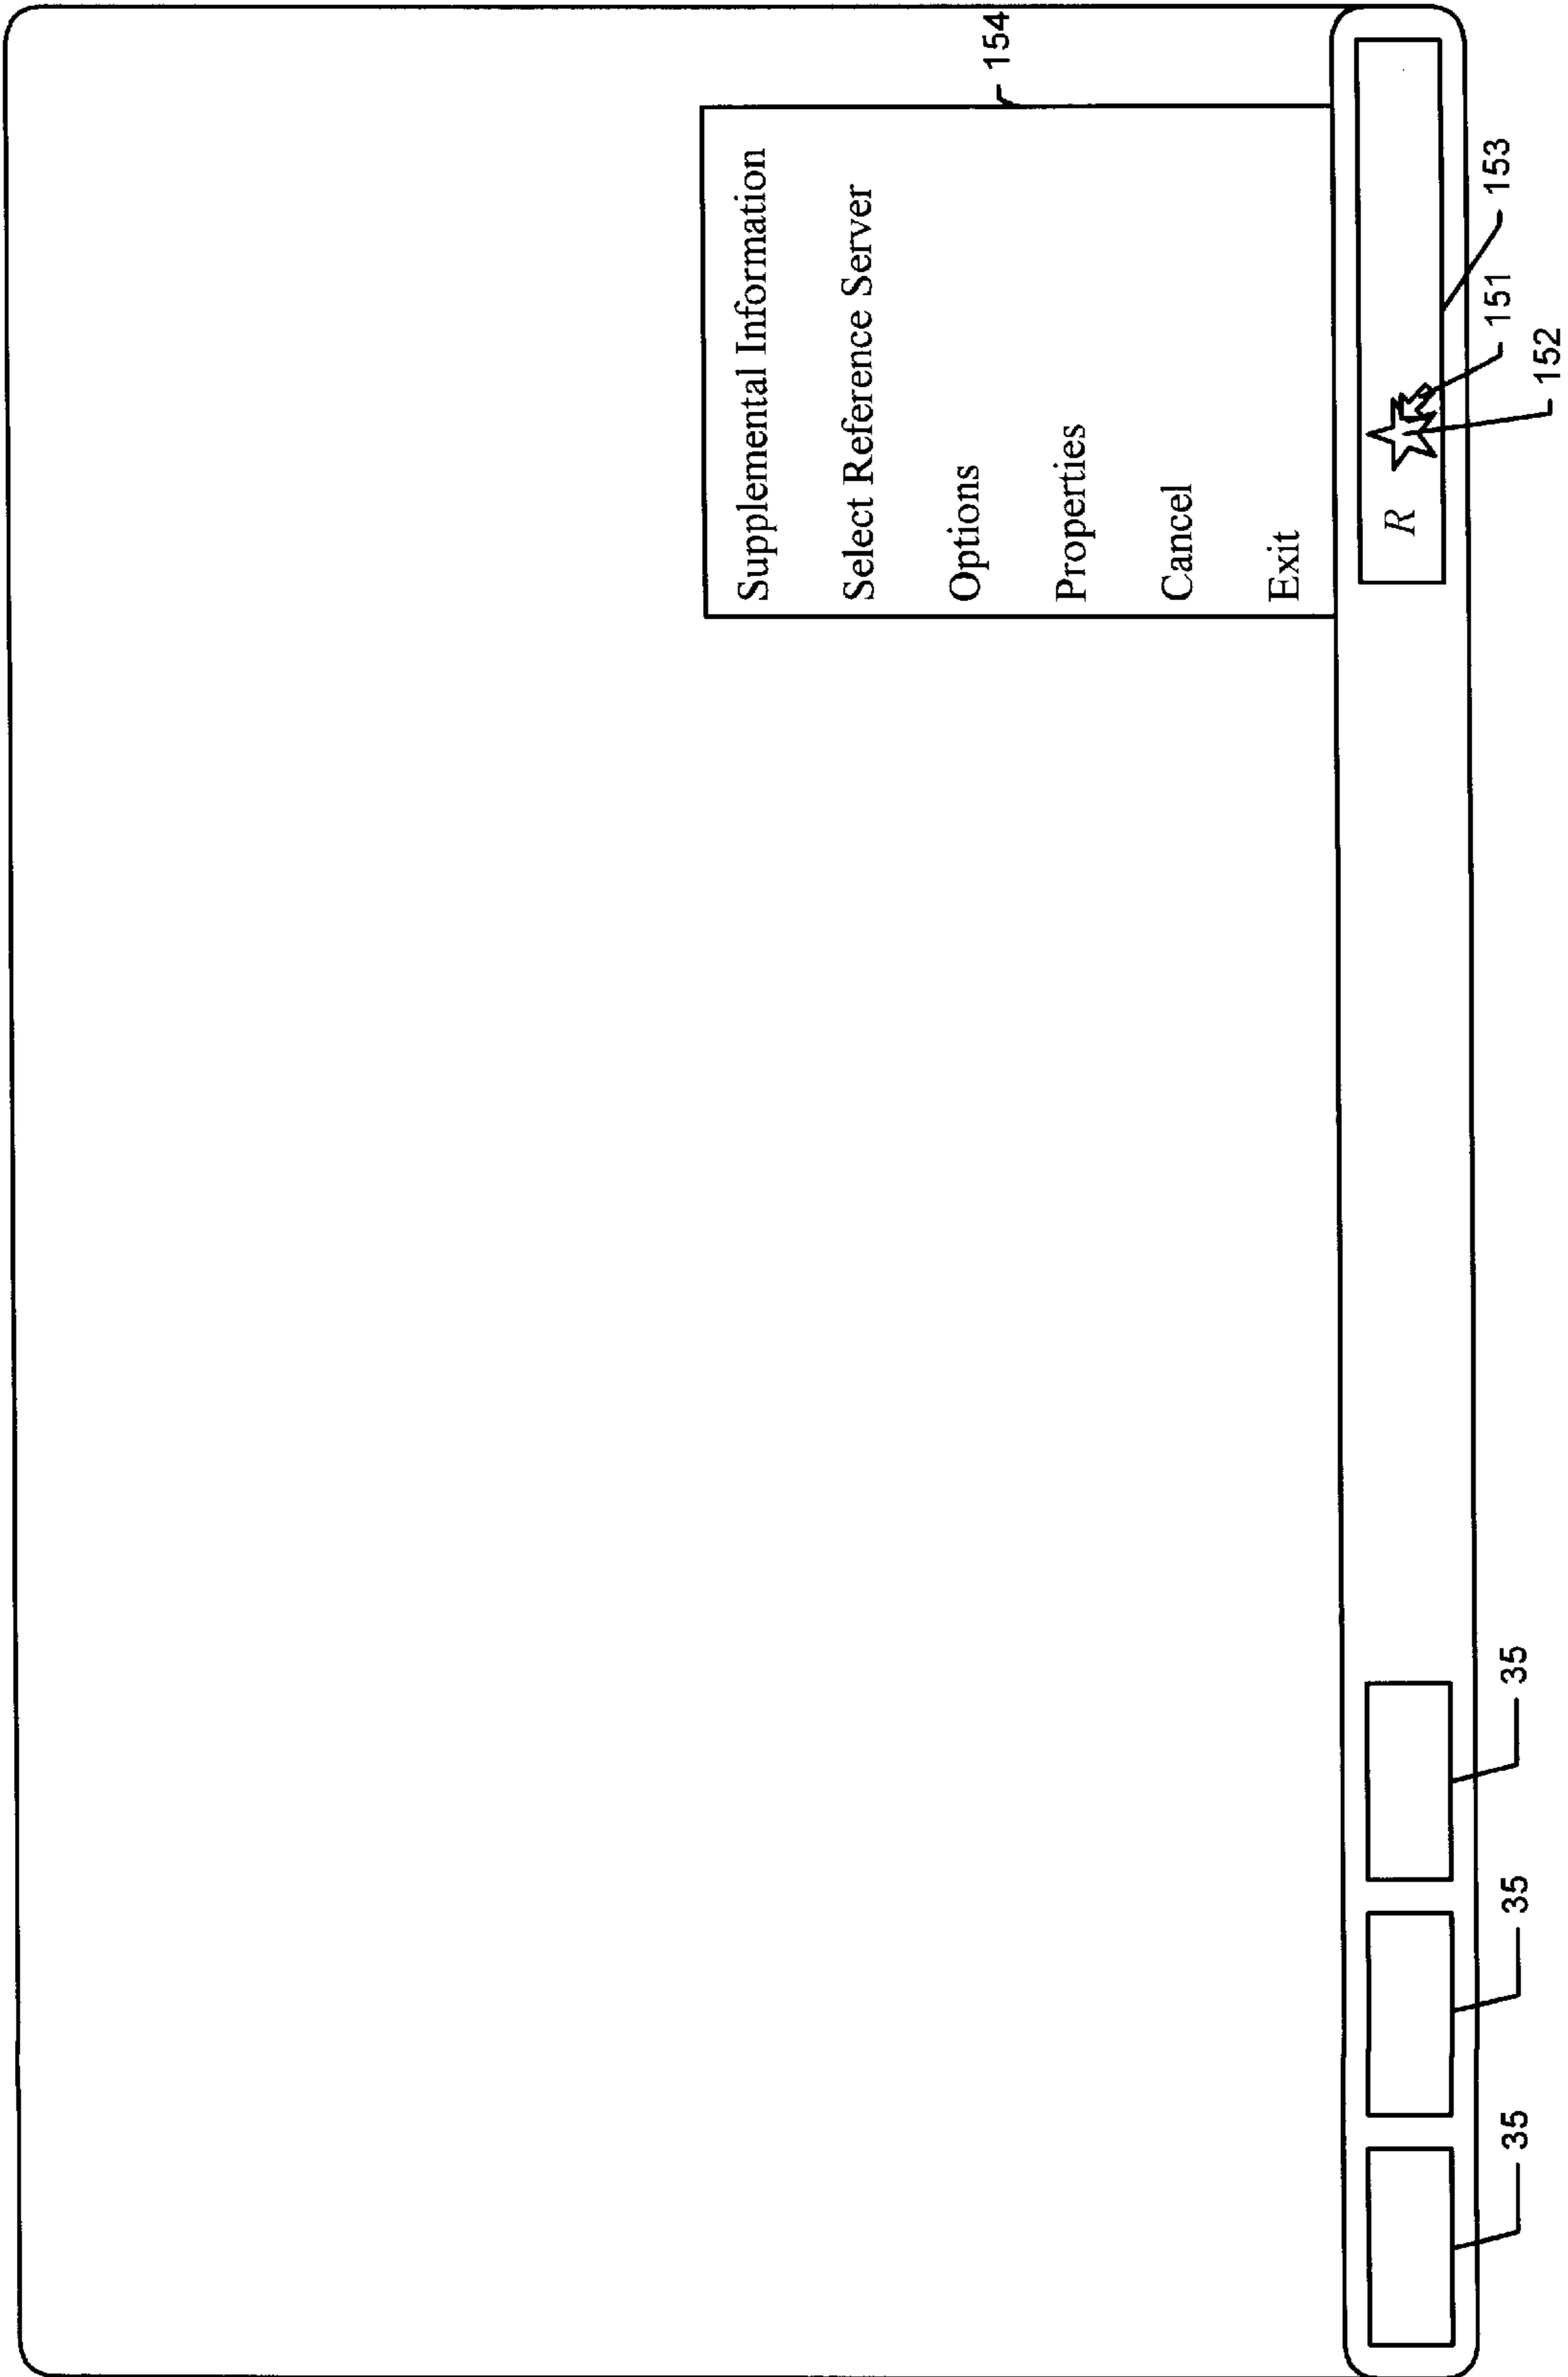 Supplemental Information
Select Reference Server
Options
Properties
Cancel
Exit
154
R
35
35
35
152
151
153